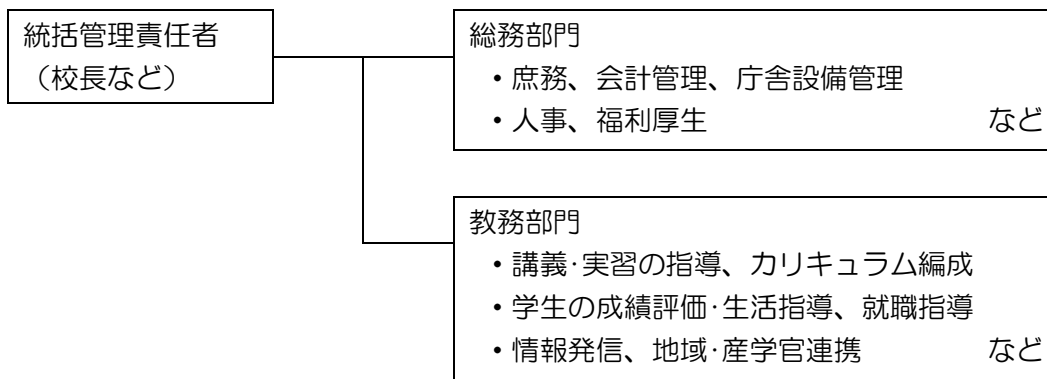 統括管理責任者
（校長など）
総務部門
・庶務、会計管理、庁舎設備管理
・人事、福利厚生　など
教務部門
・講義･実習の指導、カリキュラム編成
・学生の成績評価･生活指導、就職指導
・情報発信、地域･産学官連携　など